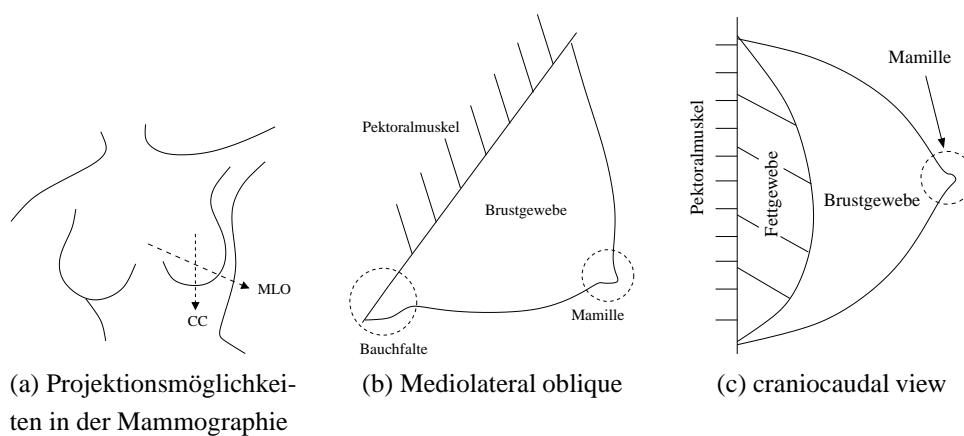 MLO
CC
(a) Projektionsmöglichkei-
ten in der Mammographie
Pektoralmuskel
Brustgewebe
Bauchfalte
Mamille
(b) Mediolateral oblique
Mamille
Pektoralmuskel
Fettgewebe
Brustgewebe
(c) craniocaudal view